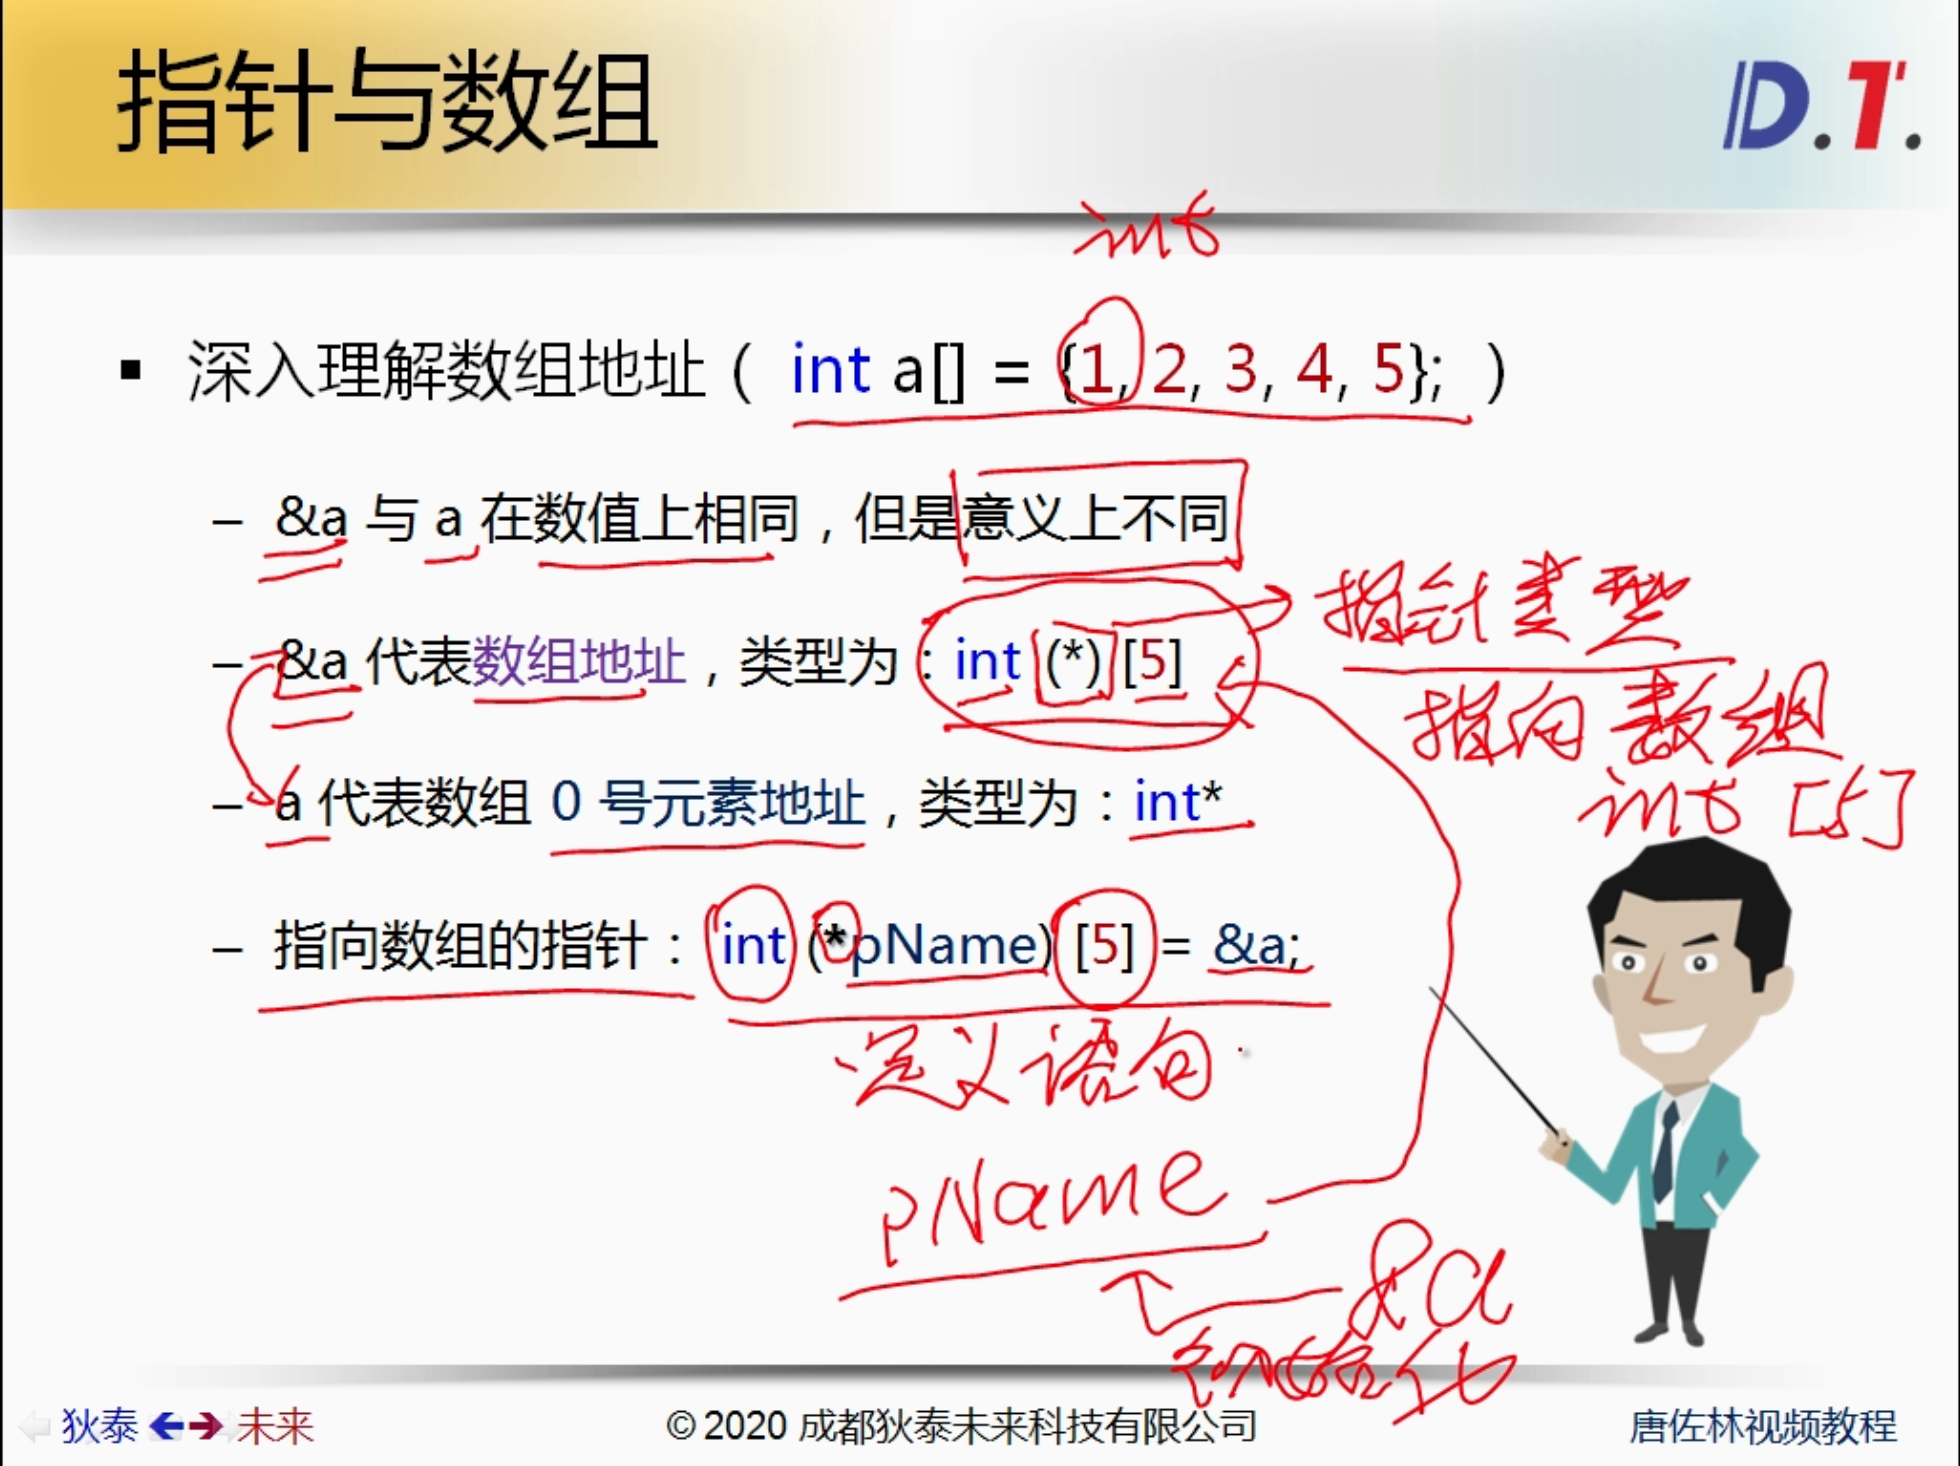 指针与数组
D.T.
int
▪ 深入理解数组地址（ int a[] = {1, 2, 3, 4, 5}; ）
– &a 与 a 在数值上相同，但是意义上不同
– &a 代表数组地址，类型为：int (*) [5]
指针类型
指向数组
int [5]
– a 代表数组 0 号元素地址，类型为：int*
– 指向数组的指针： int (*pName) [5] = &a;
定义语句
pName
&a
初始化
狄泰 未来
© 2020 成都狄泰未来科技有限公司
唐佐林视频教程